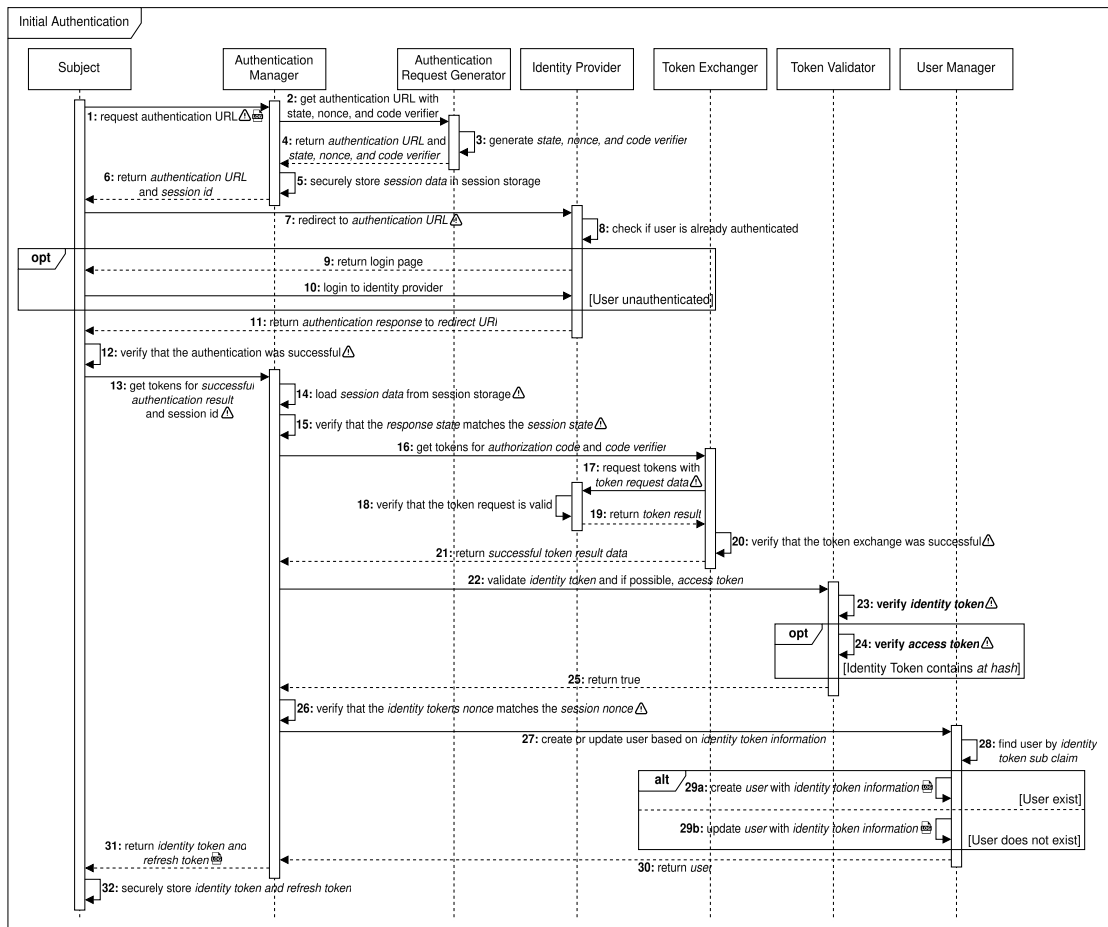 Initial Authentication
Subject
Authentication
Manager
Authentication
Request Generator
Identity Provider
Token Exchanger
Token Validator
User Manager
1: request authentication URL
2: get authentication URL with
state, nonce, and code verifier
3: generate state, nonce, and code verifier
4: return authentication URL and
state, nonce, and code verifier
5: securely store session data in session storage
6: return authentication URL
and session id
7: redirect to authentication URL
8: check if user is already authenticated
opt
9: return login page
10: login to identity provider
[User unauthenticated]
11: return authentication response to redirect URI
12: verify that the authentication was successful
13: get tokens for successful
authentication result
and session id
14: load session data from session storage
15: verify that the response state matches the session state
16: get tokens for authorization code and code verifier
17: request tokens with
token request data
18: verify that the token request is valid
19: return token result
20: verify that the token exchange was successful
21: return successful token result data
22: validate identity token and if possible, access token
23: verify identity token
opt
24: verify access token
[Identity Token contains at hash]
25: return true
26: verify that the identity tokens nonce matches the session nonce
27: create or update user based on identity token information
28: find user by identity
token sub claim
alt
29a: create user with identity token information
[User exist]
29b: update user with identity token information
[User does not exist]
30: return user
31: return identity token and
refresh token
32: securely store identity token and refresh token